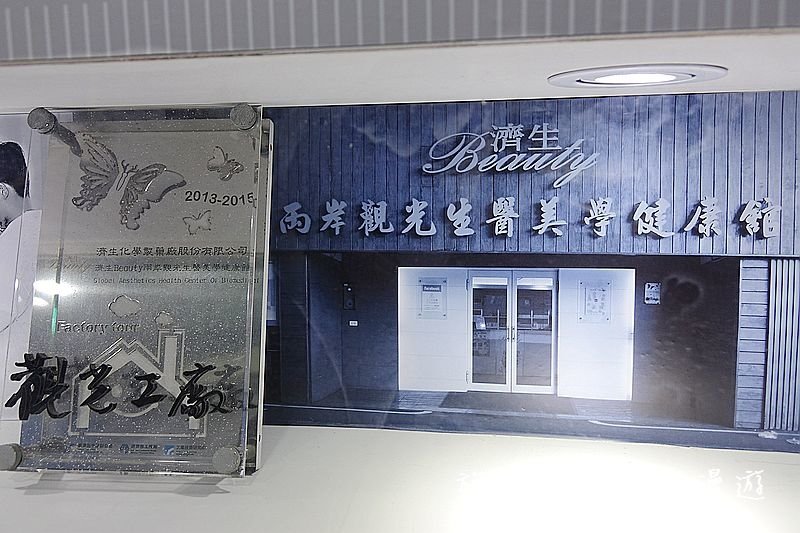 2013-2015
濟生化學製藥廠股份有限公司
濟生Beauty兩岸觀光生醫美學健康館
Global Aesthetics Health Center Of Biomedical
Factory tour
觀光工廠
濟生
Beauty
兩岸觀光生醫美學健康館
facebook
遊